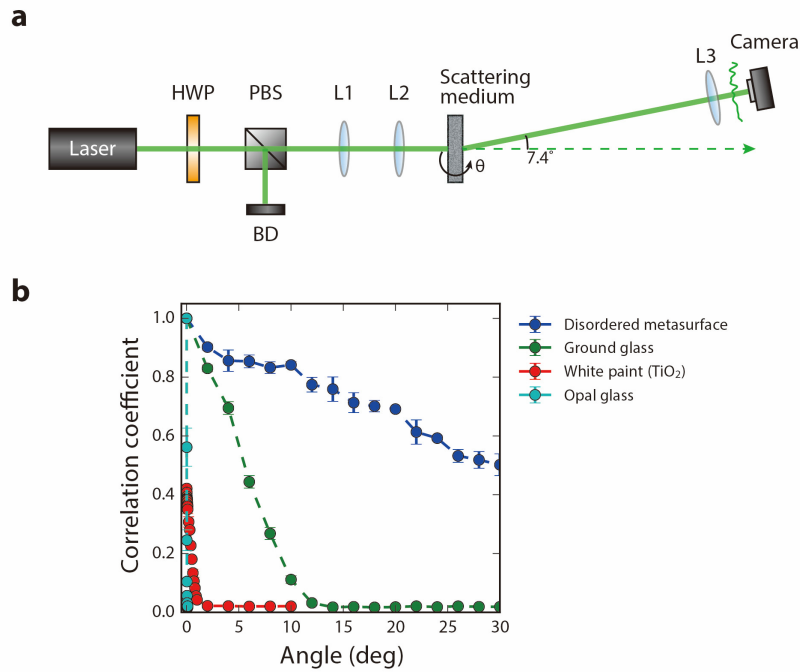 a
Laser
HWP
PBS
BD
L1
L2
Scattering
medium
θ
7.4°
L3
Camera
b
Correlation coefficient
1.0
0.8
0.6
0.4
0.2
0.0
0
5
10
15
20
25
30
Angle (deg)
Disordered metasurface
Ground glass
White paint (TiO₂)
Opal glass